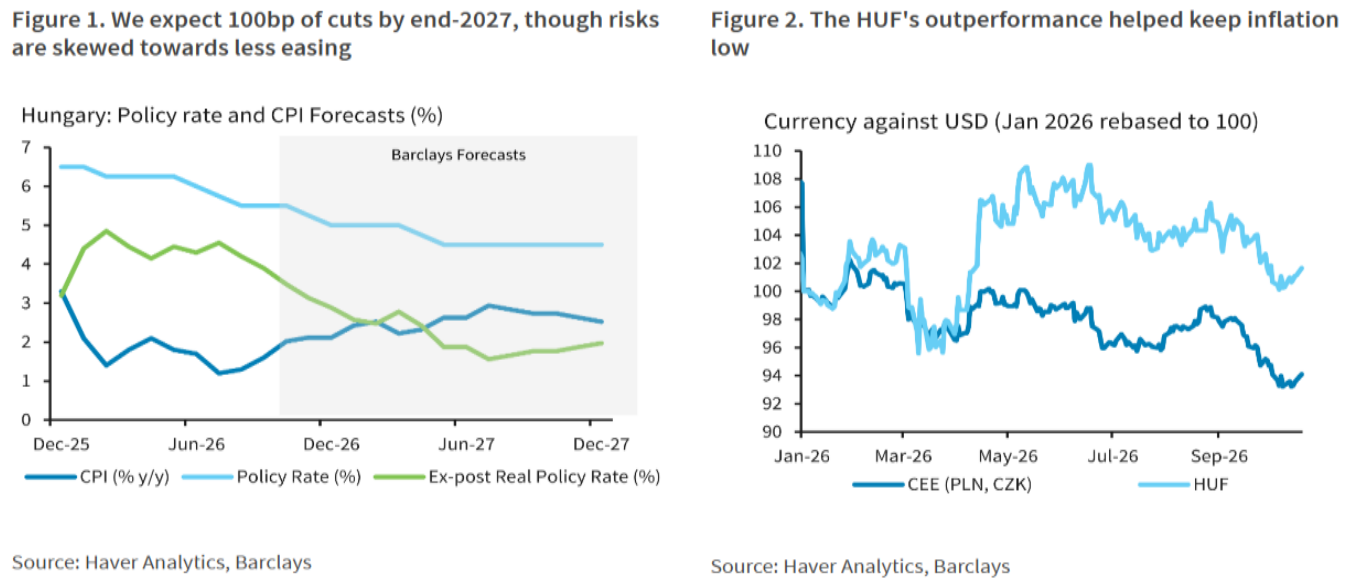 Figure 1. We expect 100bp of cuts by end-2027, though risks
are skewed towards less easing
Hungary: Policy rate and CPI Forecasts (%)
Barclays Forecasts
7
6
5
4
3
2
1
0
Dec-25 Jun-26 Dec-26 Jun-27 Dec-27
CPI (% y/y) Policy Rate (%) Ex-post Real Policy Rate (%)
Source: Haver Analytics, Barclays
Figure 2. The HUF's outperformance helped keep inflation
low
Currency against USD (Jan 2026 rebased to 100)
110
108
106
104
102
100
98
96
94
92
90
Jan-26 Mar-26 May-26 Jul-26 Sep-26
CEE (PLN, CZK) HUF
Source: Haver Analytics, Barclays